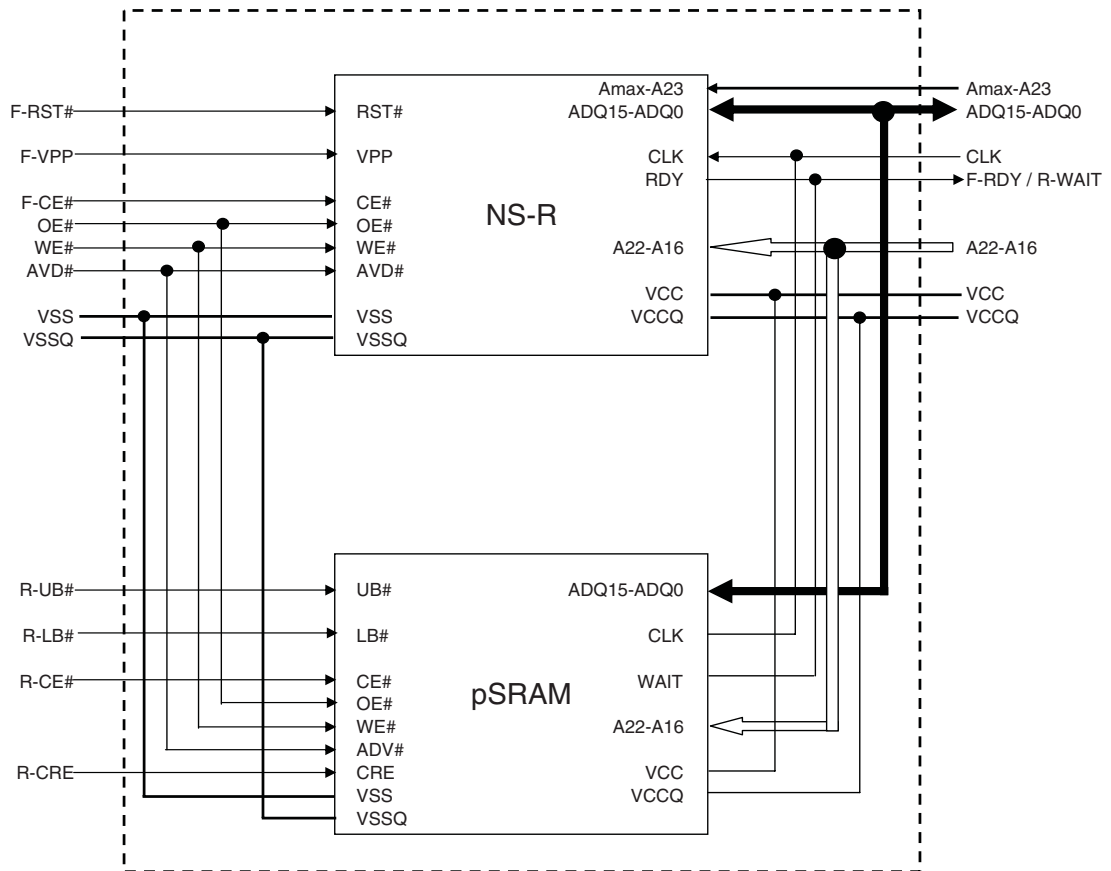 F-RST#
F-VPP
F-CE#
OE#
WE#
AVD#
VSS
VSSQ
RST#
VPP
CE#
OE#
WE#
AVD#
VSS
VSSQ
NS-R
Amax-A23
ADQ15-ADQ0
CLK
RDY
A22-A16
VCC
VCCQ
Amax-A23
ADQ15-ADQ0
CLK
F-RDY / R-WAIT
A22-A16
VCC
VCCQ
R-UB#
R-LB#
R-CE#
R-CRE
UB#
LB#
CE#
OE#
WE#
ADV#
CRE
VSS
VSSQ
pSRAM
ADQ15-ADQ0
CLK
WAIT
A22-A16
VCC
VCCQ